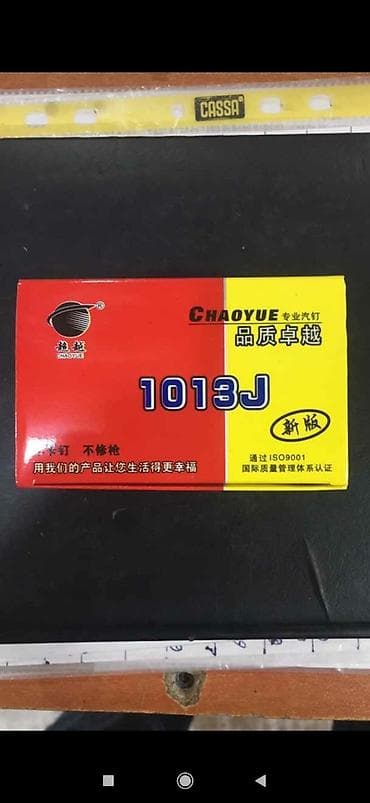 CASSA
CHAOYUE 专业汽钉
品质卓越
超越
CHAOYUE
1013J
新版
卡钉 不修枪
用我们的产品让您生活得更幸福
通过ISO9001
国际质量管理体系认证